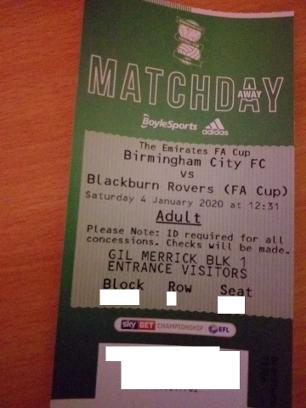 MATCHDAY
AWAY
BoyleSports
adidas
The Emirates FA Cup
Birmingham City FC
vs
Blackburn Rovers (FA Cup)
Saturday 4 January 2020 at 12:31
Adult
Please Note: ID required for all
concessions. Checks will be made.
GIL MERRICK BLK 1
ENTRANCE VISITORS
Block Row Seat
sky BET CHAMPIONSHIP EFL